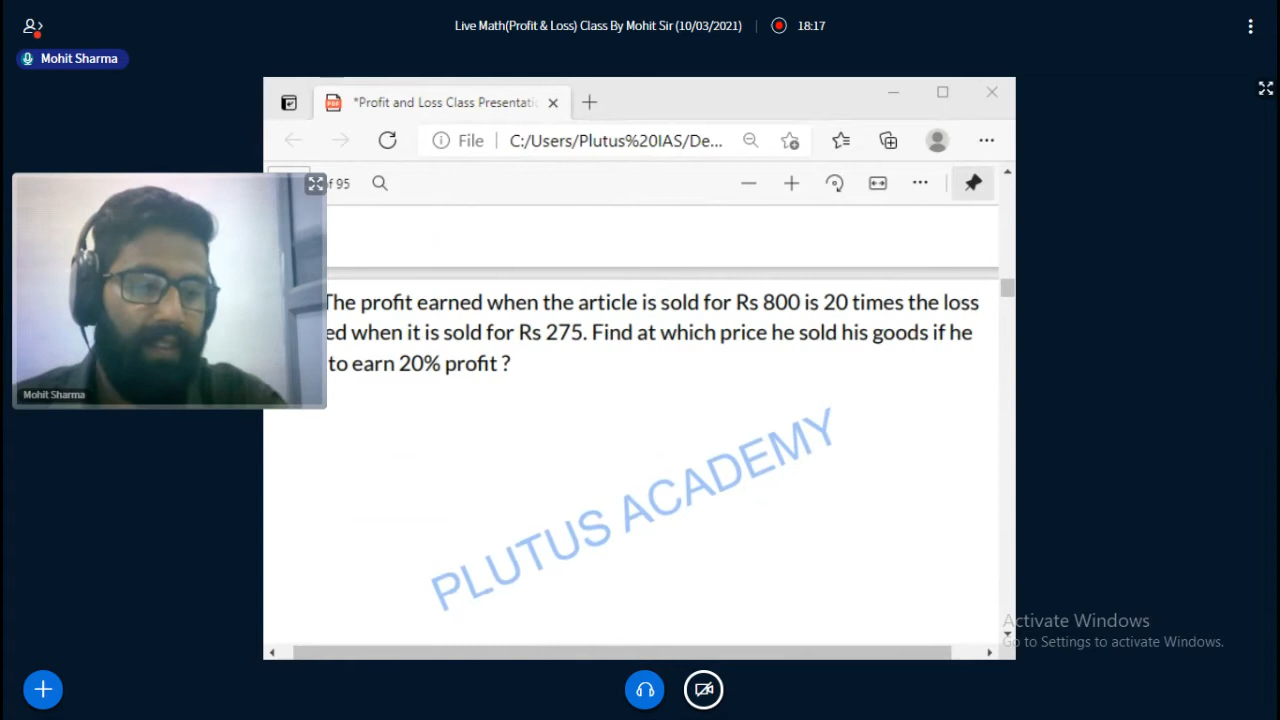 Live Math(Profit & Loss) Class By Mohit Sir (10/03/2021)
18:17
Mohit Sharma
*Profit and Loss Class Presentati
File
C:/Users/Plutus%20IAS/De...
of 95
The profit earned when the article is sold for Rs 800 is 20 times the loss
ed when it is sold for Rs 275. Find at which price he sold his goods if he
to earn 20% profit ?
Mohit Sharma
PLUTUS ACADEMY
Activate Windows
Go to Settings to activate Windows.